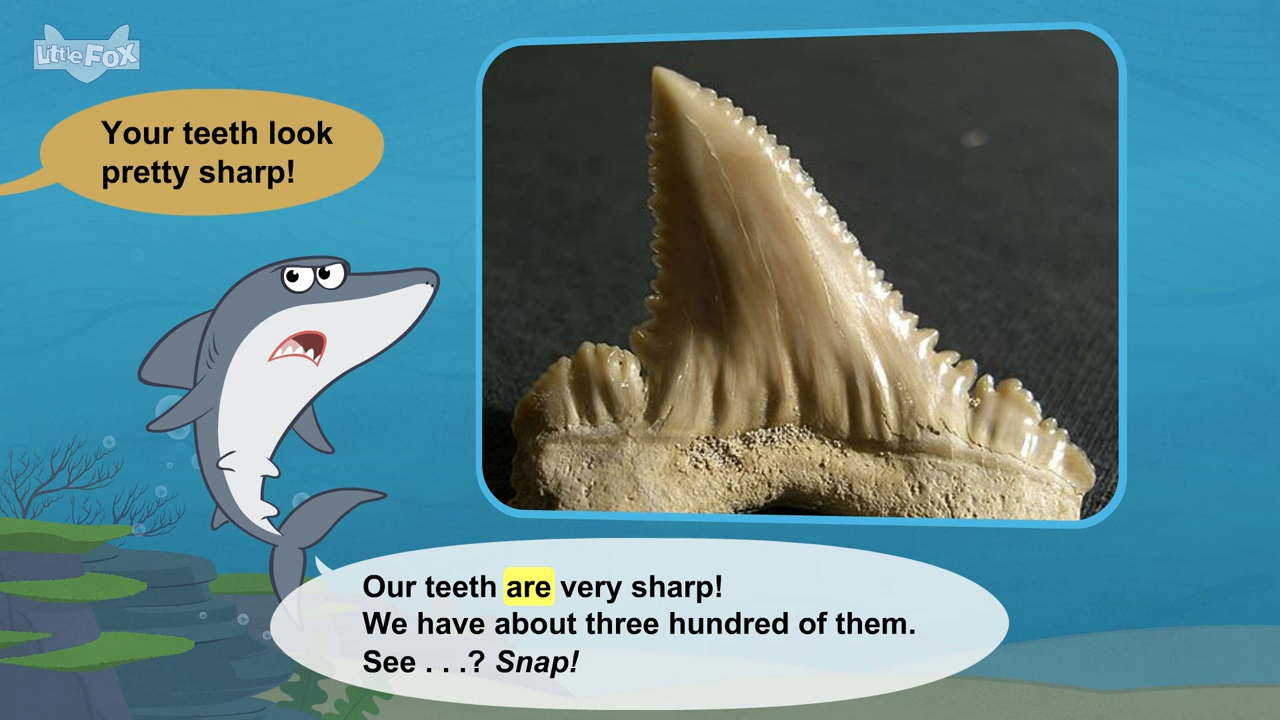 Little Fox
Your teeth look
pretty sharp!
Our teeth are very sharp!
We have about three hundred of them.
See . . .? Snap!